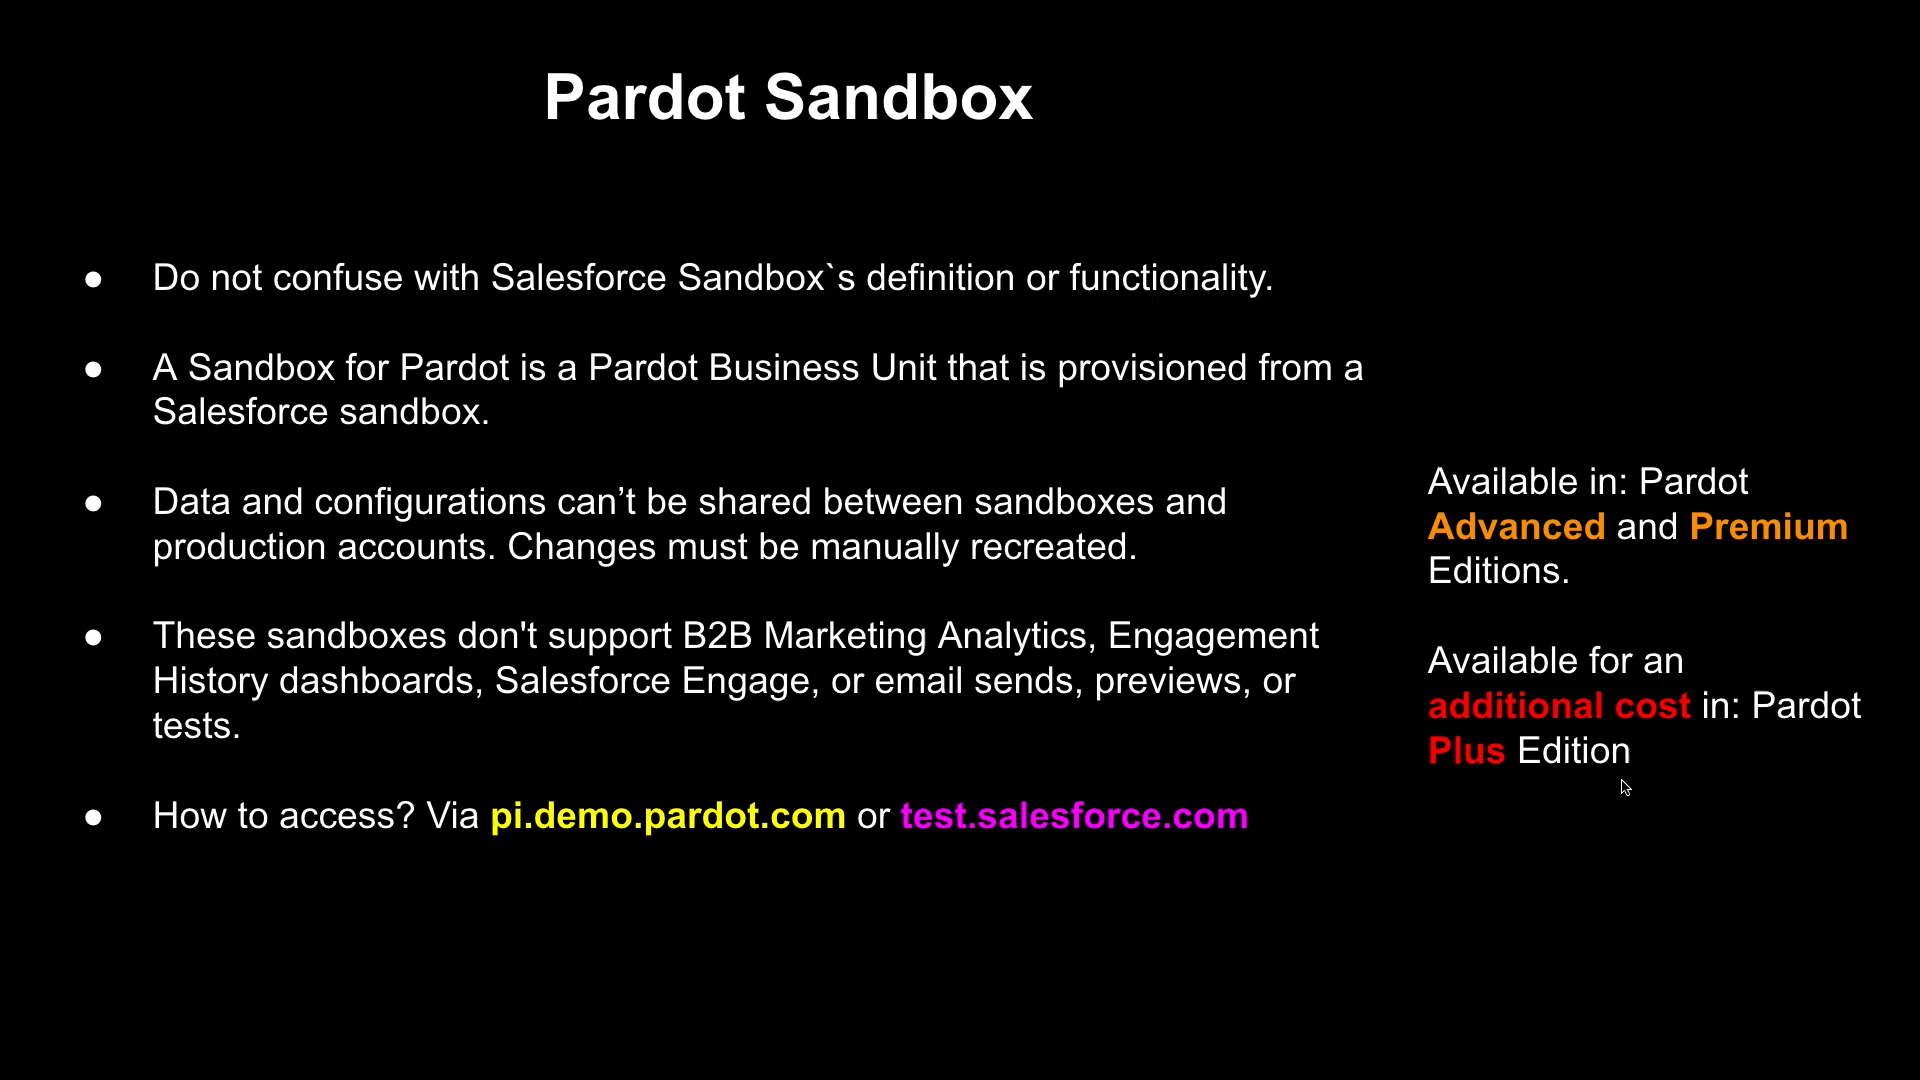 Pardot Sandbox
● Do not confuse with Salesforce Sandbox`s definition or functionality.
● A Sandbox for Pardot is a Pardot Business Unit that is provisioned from a
Salesforce sandbox.
● Data and configurations can’t be shared between sandboxes and
production accounts. Changes must be manually recreated.
● These sandboxes don't support B2B Marketing Analytics, Engagement
History dashboards, Salesforce Engage, or email sends, previews, or
tests.
● How to access? Via pi.demo.pardot.com or test.salesforce.com
Available in: Pardot
Advanced and Premium
Editions.
Available for an
additional cost in: Pardot
Plus Edition